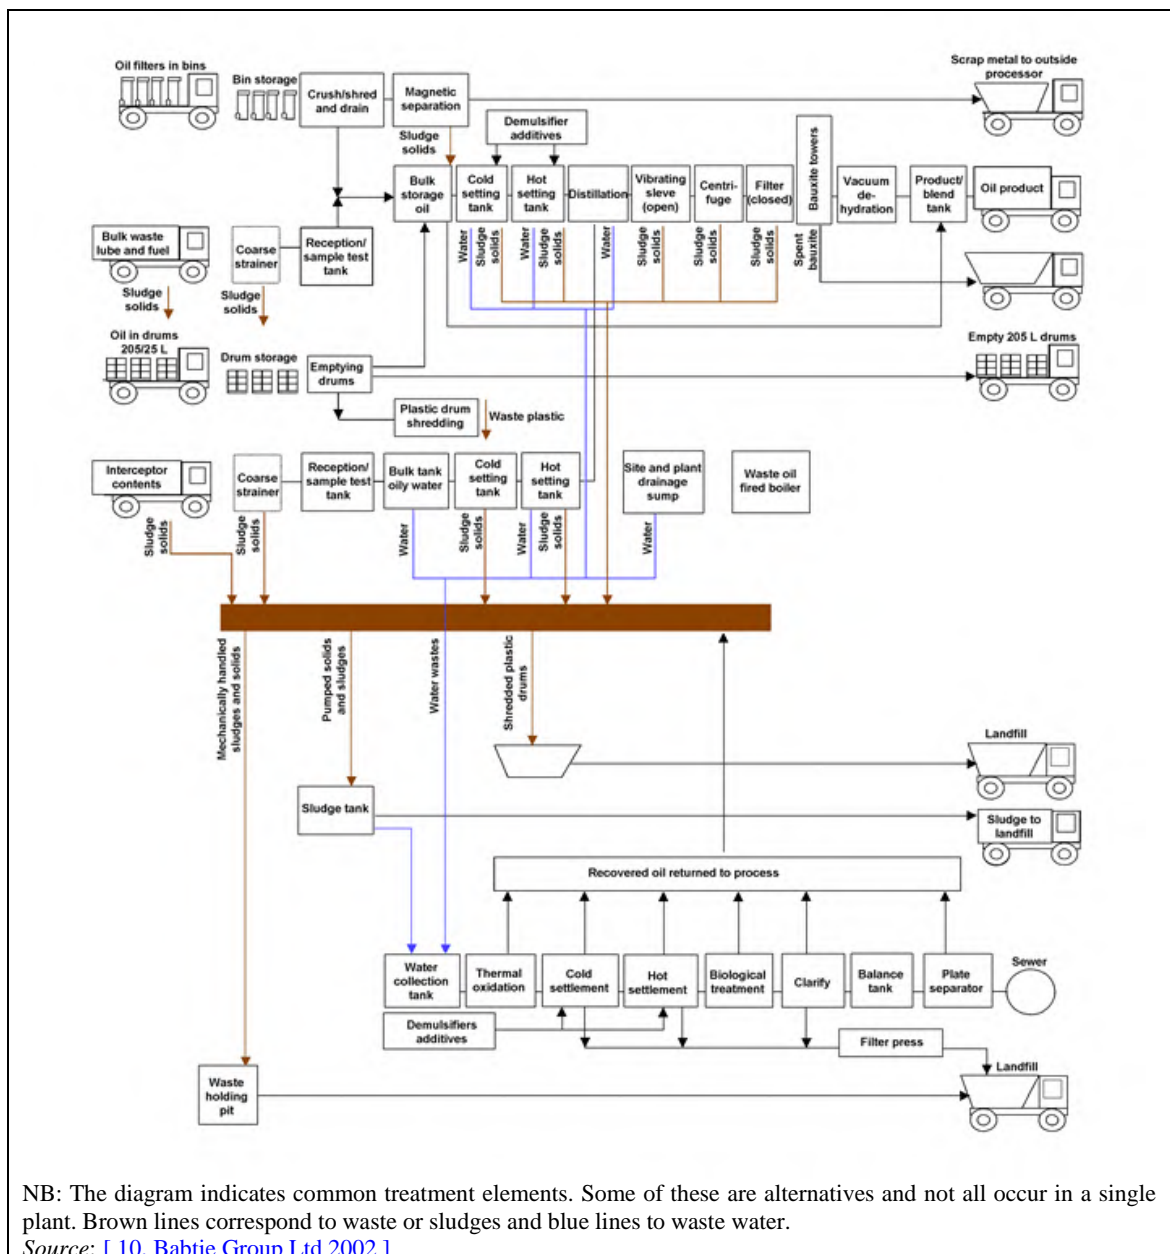 Oil filters in bins
Bin storage
Crush/shred
and drain
Magnetic
separation
Scrap metal to outside
processor
Sludge
solids
Demulsifier
additives
Bulk
storage
oil
Cold
setting
tank
Hot
setting
tank
Distillation
Vibrating
sleve
(open)
Centri-
fuge
Filter
(closed)
Bauxite towers
Vacuum
de-
hydration
Product/
blend
tank
Oil product
Bulk waste
lube and fuel
Coarse
strainer
Reception/
sample test
tank
Water
Sludge
solids
Water
Sludge
solids
Water
Sludge
solids
Sludge
solids
Sludge
solids
Spent
bauxite
Sludge
solids
Sludge
solids
Oil in drums
205/25 L
Drum storage
Emptying
drums
Empty 205 L drums
Plastic drum
shredding
Waste plastic
Interceptor
contents
Coarse
strainer
Reception/
sample test
tank
Bulk tank
oily water
Cold
setting
tank
Hot
setting
tank
Site and plant
drainage
sump
Waste oil
fired boiler
Sludge
solids
Sludge
solids
Water
Sludge
solids
Water
Sludge
solids
Water
Mechanically handled
sludges and solids
Pumped solids
and sludges
Water wastes
Shredded plastic
drums
Landfill
Sludge tank
Sludge to
landfill
Recovered oil returned to process
Water
collection
tank
Thermal
oxidation
Cold
settlement
Hot
settlement
Biological
treatment
Clarify
Balance
tank
Plate
separator
Sewer
Demulsifiers
additives
Filter press
Landfill
Waste
holding
pit
NB: The diagram indicates common treatment elements. Some of these are alternatives and not all occur in a single
plant. Brown lines correspond to waste or sludges and blue lines to waste water.
Source: [ 10, Babtie Group Ltd 2002 ]